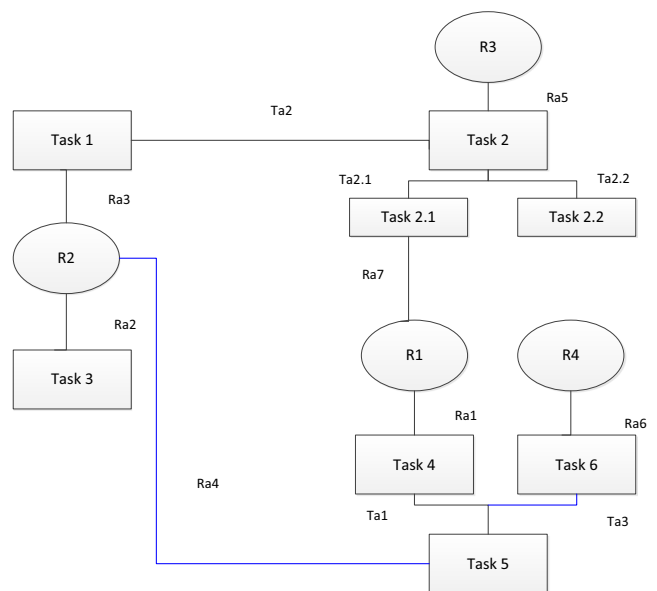 R3
Ra5
Ta2
Task 1
Task 2
Ta2.1
Ta2.2
Ra3
Task 2.1
Task 2.2
R2
Ra7
Ra2
R1
R4
Task 3
Ra1
Ra6
Task 4
Task 6
Ra4
Ta1
Ta3
Task 5